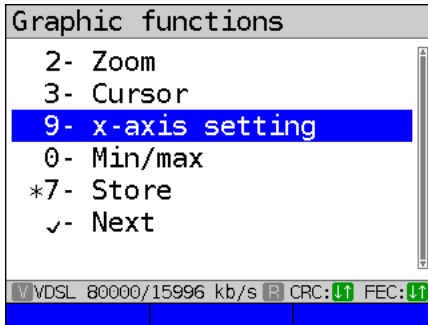 Graphic functions
2- Zoom
3- Cursor
9- x-axis setting
0- Min/max
*7- Store
✓- Next
V VDSL 80000/15996 kb/s R CRC:↓↑ FEC:↓↑